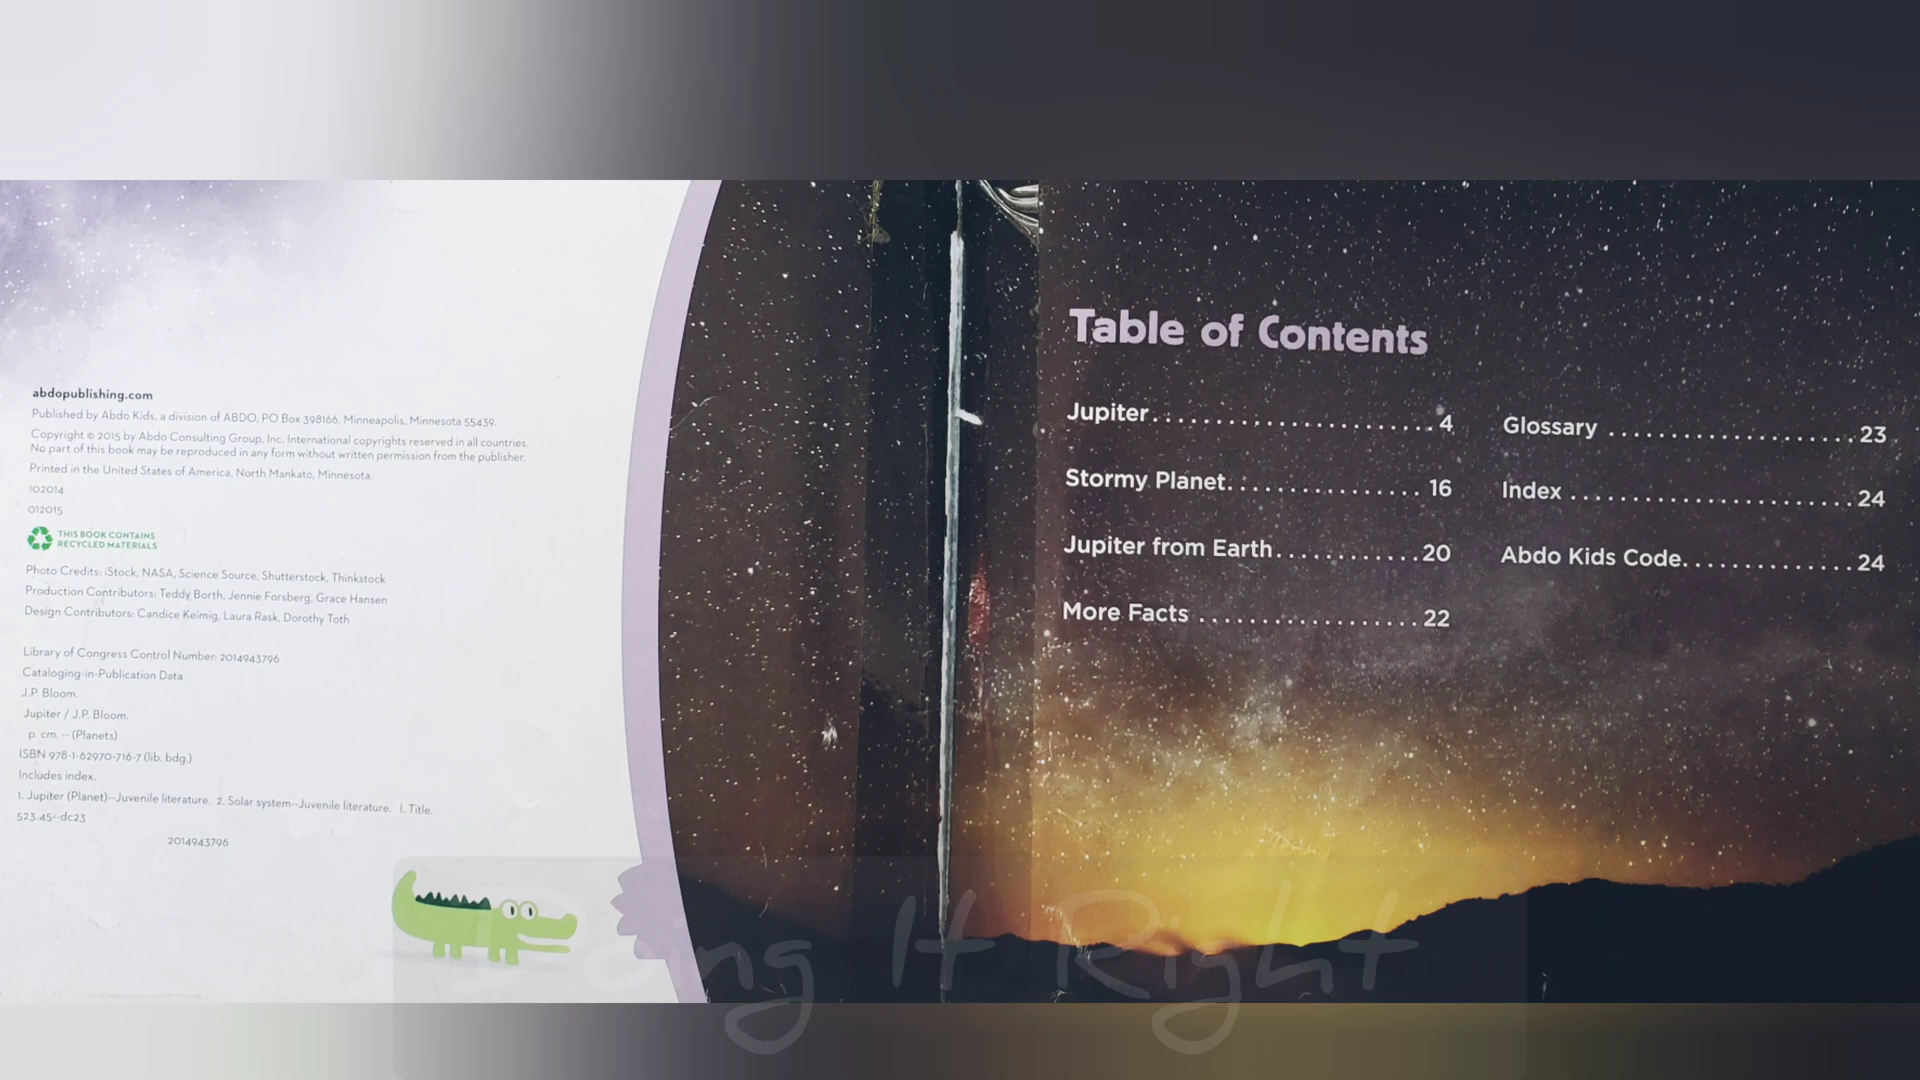 abdopublishing.com
Published by Abdo Kids, a division of ABDO, PO Box 398166, Minneapolis, Minnesota 55439.
Copyright © 2015 by Abdo Consulting Group, Inc. International copyrights reserved in all countries.
No part of this book may be reproduced in any form without written permission from the publisher.
Printed in the United States of America, North Mankato, Minnesota.
102014
012015
THIS BOOK CONTAINS
RECYCLED MATERIALS
Photo Credits: iStock, NASA, Science Source, Shutterstock, Thinkstock
Production Contributors: Teddy Borth, Jennie Forsberg, Grace Hansen
Design Contributors: Candice Keimig, Laura Rask, Dorothy Toth
Library of Congress Control Number: 2014943796
Cataloging-in-Publication Data
J.P. Bloom.
Jupiter / J.P. Bloom.
p. cm. -- (Planets)
ISBN 978-1-62970-716-7 (lib. bdg.)
Includes index.
1. Jupiter (Planet)--Juvenile literature. 2. Solar system--Juvenile literature. I. Title.
523.45--dc23
2014943796
Table of Contents
Jupiter . . . . . . . . . . . . . . . . . . . . . . . 4
Stormy Planet. . . . . . . . . . . . . . . . 16
Jupiter from Earth. . . . . . . . . . . . 20
More Facts . . . . . . . . . . . . . . . . . . 22
Glossary . . . . . . . . . . . . . . . . . . . . 23
Index . . . . . . . . . . . . . . . . . . . . . . . 24
Abdo Kids Code. . . . . . . . . . . . . . 24
It Right